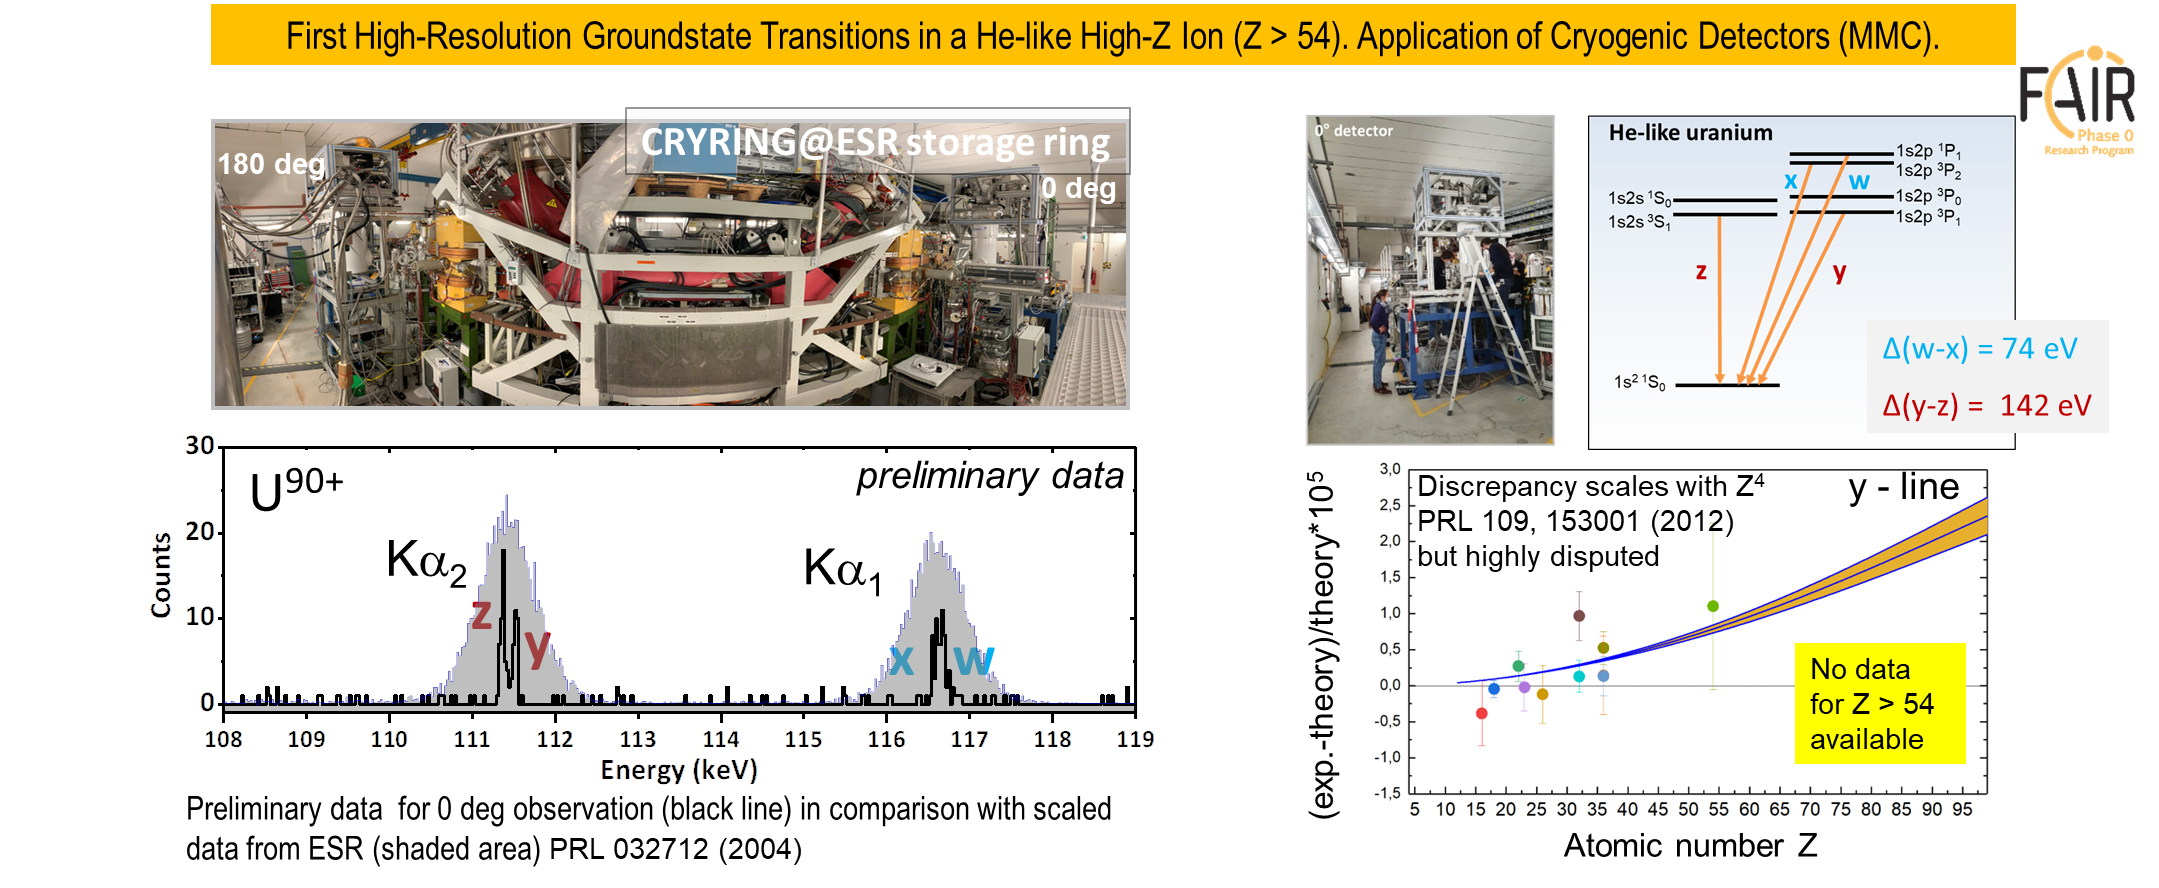 First High-Resolution Groundstate Transitions in a He-like High-Z Ion (Z > 54). Application of Cryogenic Detectors (MMC).
FAIR
Phase 0
Research Program
CRYRING@ESR storage ring
180 deg
0 deg
0° detector
He-like uranium
1s2p ¹P₁
1s2p ³P₂
1s2p ³P₀
1s2p ³P₁
1s2s ¹S₀
1s2s ³S₁
x
w
z
y
1s² ¹S₀
Δ(w-x) = 74 eV
Δ(y-z) = 142 eV
30
20
10
0
Counts
U⁹⁰⁺
preliminary data
Kα₂
Kα₁
z
y
x
w
108 109 110 111 112 113 114 115 116 117 118 119
Energy (keV)
Preliminary data for 0 deg observation (black line) in comparison with scaled
data from ESR (shaded area) PRL 032712 (2004)
(exp.-theory)/theory*10⁵
3,0
2,5
2,0
1,5
1,0
0,5
0,0
-0,5
-1,0
-1,5
Discrepancy scales with Z⁴
PRL 109, 153001 (2012)
but highly disputed
y - line
No data
for Z > 54
available
5 10 15 20 25 30 35 40 45 50 55 60 65 70 75 80 85 90 95
Atomic number Z